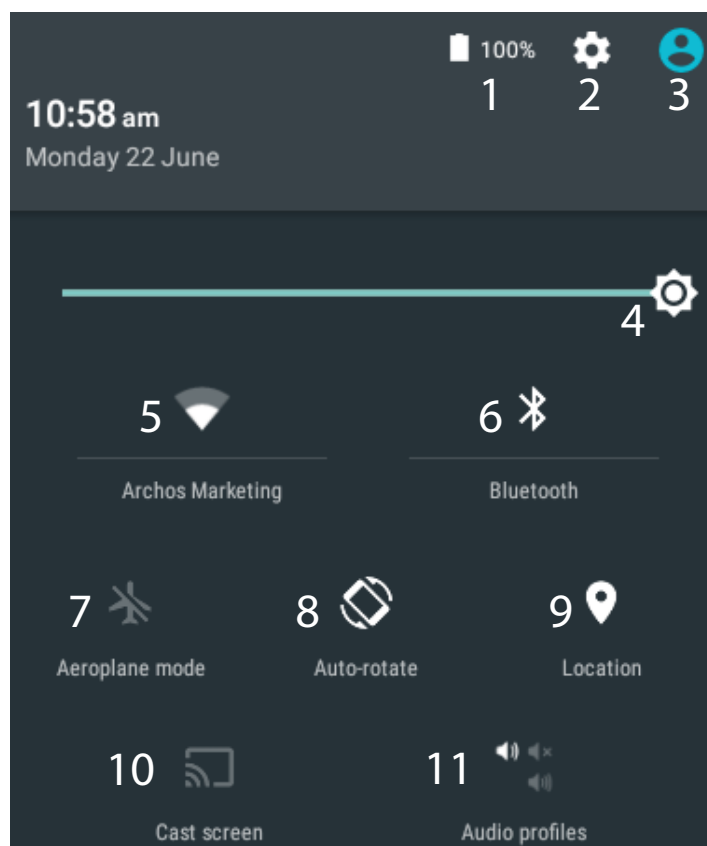 100%
1 2 3
10:58 am
Monday 22 June
4
5 6
Archos Marketing Bluetooth
7 8 9
Aeroplane mode Auto-rotate Location
10 11
Cast screen Audio profiles